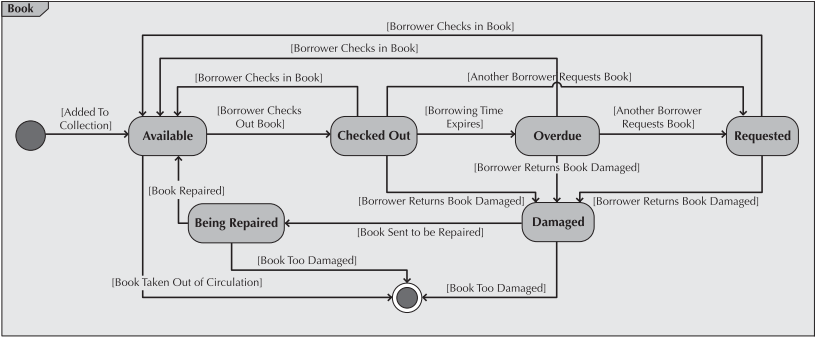 Book
[Borrower Checks in Book]
[Borrower Checks in Book]
[Borrower Checks in Book]
[Another Borrower Requests Book]
[Added To
Collection]
[Borrower Checks
Out Book]
[Borrowing Time
Expires]
[Another Borrower
Requests Book]
Available
Checked Out
Overdue
Requested
[Borrower Returns Book Damaged]
[Book Repaired]
[Borrower Returns Book Damaged]
[Borrower Returns Book Damaged]
Being Repaired
Damaged
[Book Sent to be Repaired]
[Book Too Damaged]
[Book Taken Out of Circulation]
[Book Too Damaged]